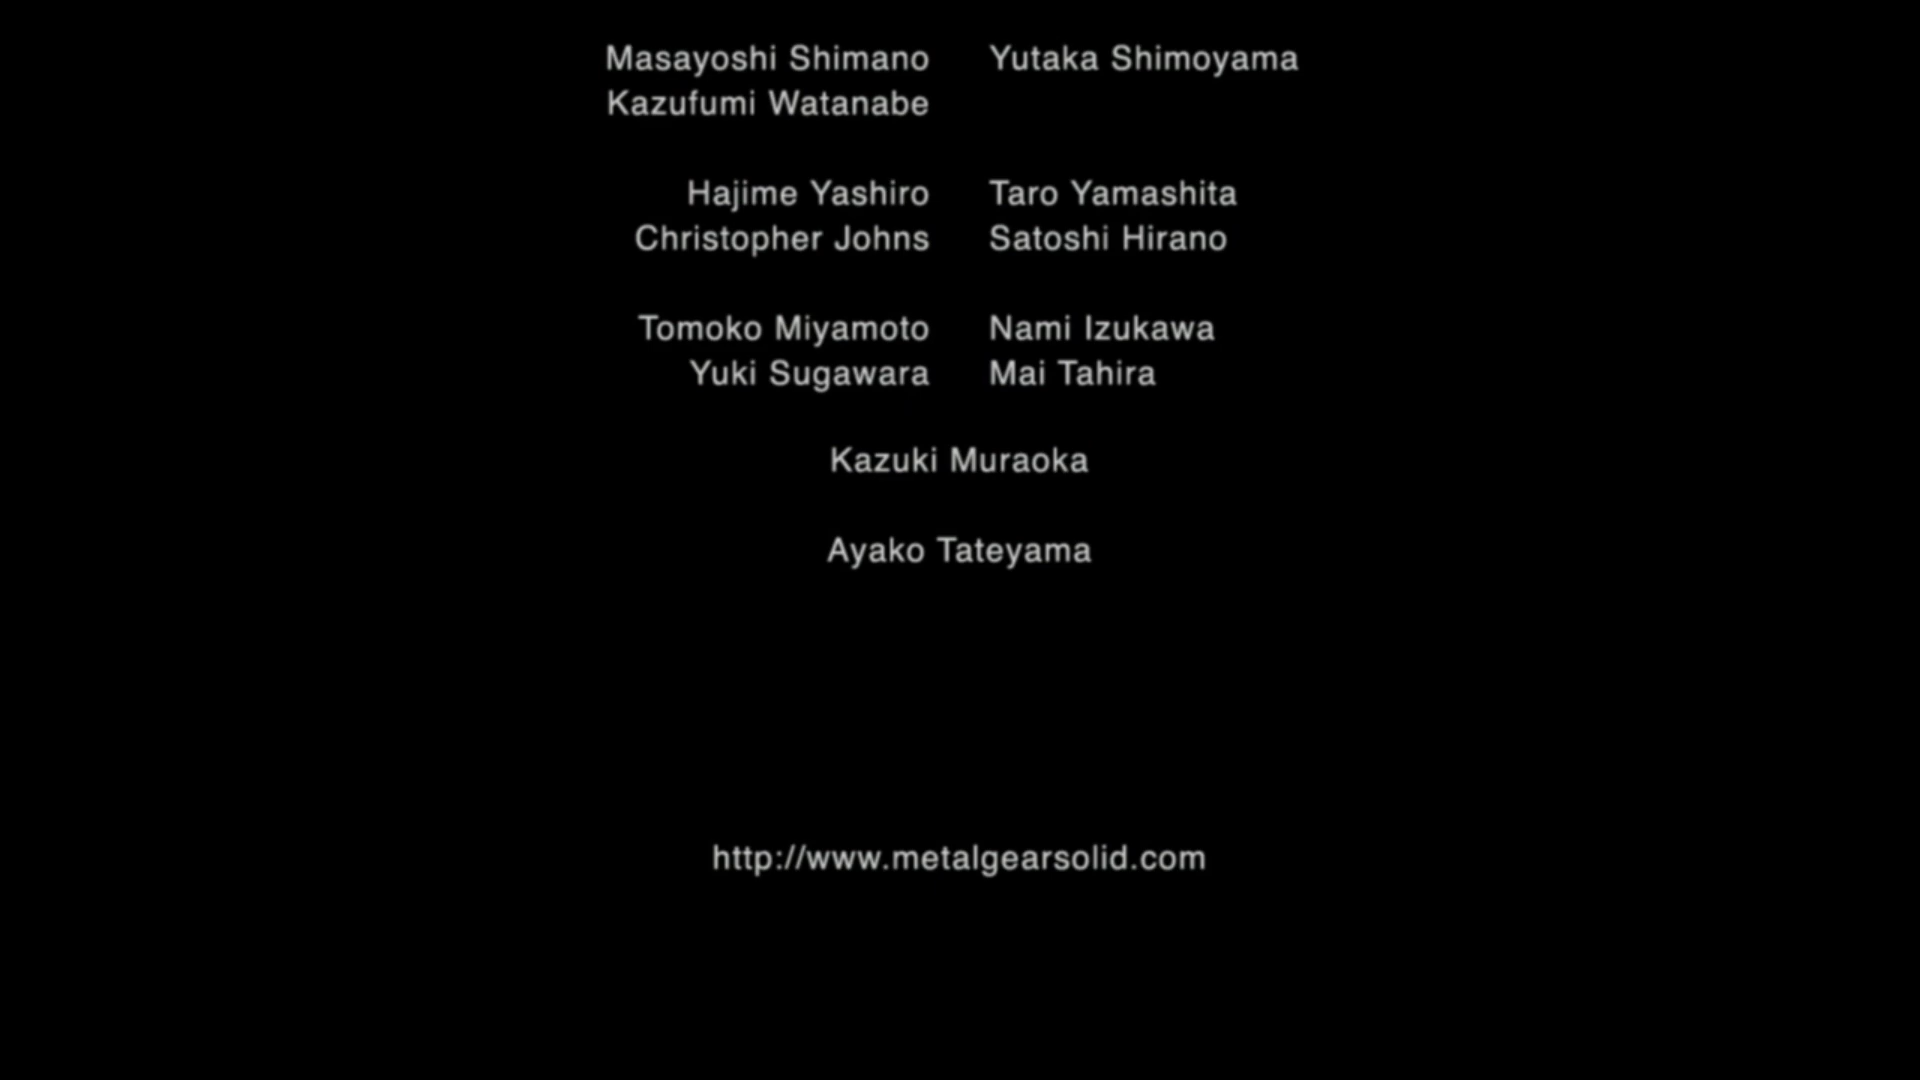 Masayoshi Shimano Yutaka Shimoyama
Kazufumi Watanabe
Hajime Yashiro Taro Yamashita
Christopher Johns Satoshi Hirano
Tomoko Miyamoto Nami Izukawa
Yuki Sugawara Mai Tahira
Kazuki Muraoka
Ayako Tateyama
http://www.metalgearsolid.com